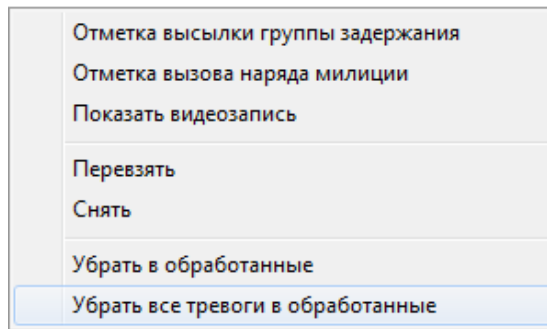 Отметка высылки группы задержания
Отметка вызова наряда милиции
Показать видеозапись
Перевзять
Снять
Убрать в обработанные
Убрать все тревоги в обработанные